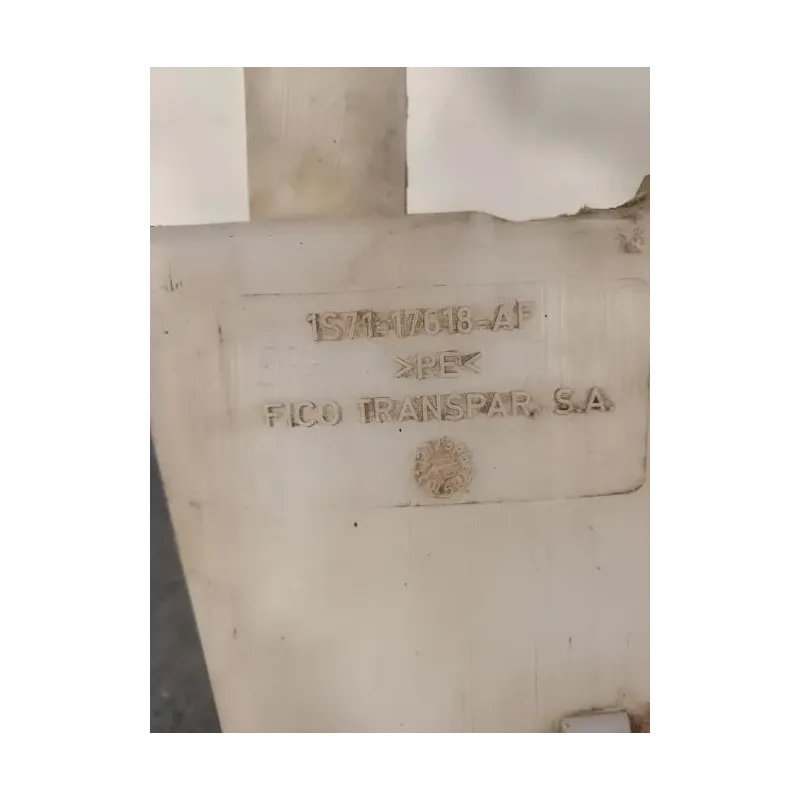 1S71-17618-AF
>PE<
FICO TRANSPAR, S.A.